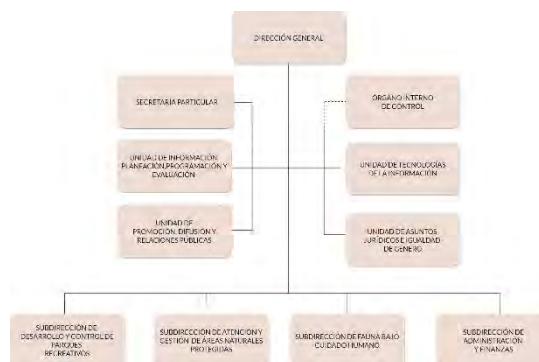 DIRECCIÓN GENERAL
SECRETARIA PARTICULAR
ÓRGANO INTERNO
DE CONTROL
UNIDAD DE INFORMACIÓN
PLANEACIÓN, PROGRAMACIÓN Y
EVALUACIÓN
UNIDAD DE TECNOLOGÍAS
DE LA INFORMACIÓN
UNIDAD DE
PROMOCIÓN, DIFUSIÓN Y
RELACIONES PÚBLICAS
UNIDAD DE ASUNTOS
JURÍDICOS E IGUALDAD
DE GÉNERO
SUBDIRECCIÓN DE
DESARROLLO Y CONTROL DE
PARQUES
RECREATIVOS
SUBDIRECCIÓN DE ATENCIÓN Y
GESTIÓN DE ÁREAS NATURALES
PROTEGIDAS
SUBDIRECCIÓN DE FAUNA BAJO
CUIDADO HUMANO
SUBDIRECCIÓN DE
ADMINISTRACIÓN
Y FINANZAS